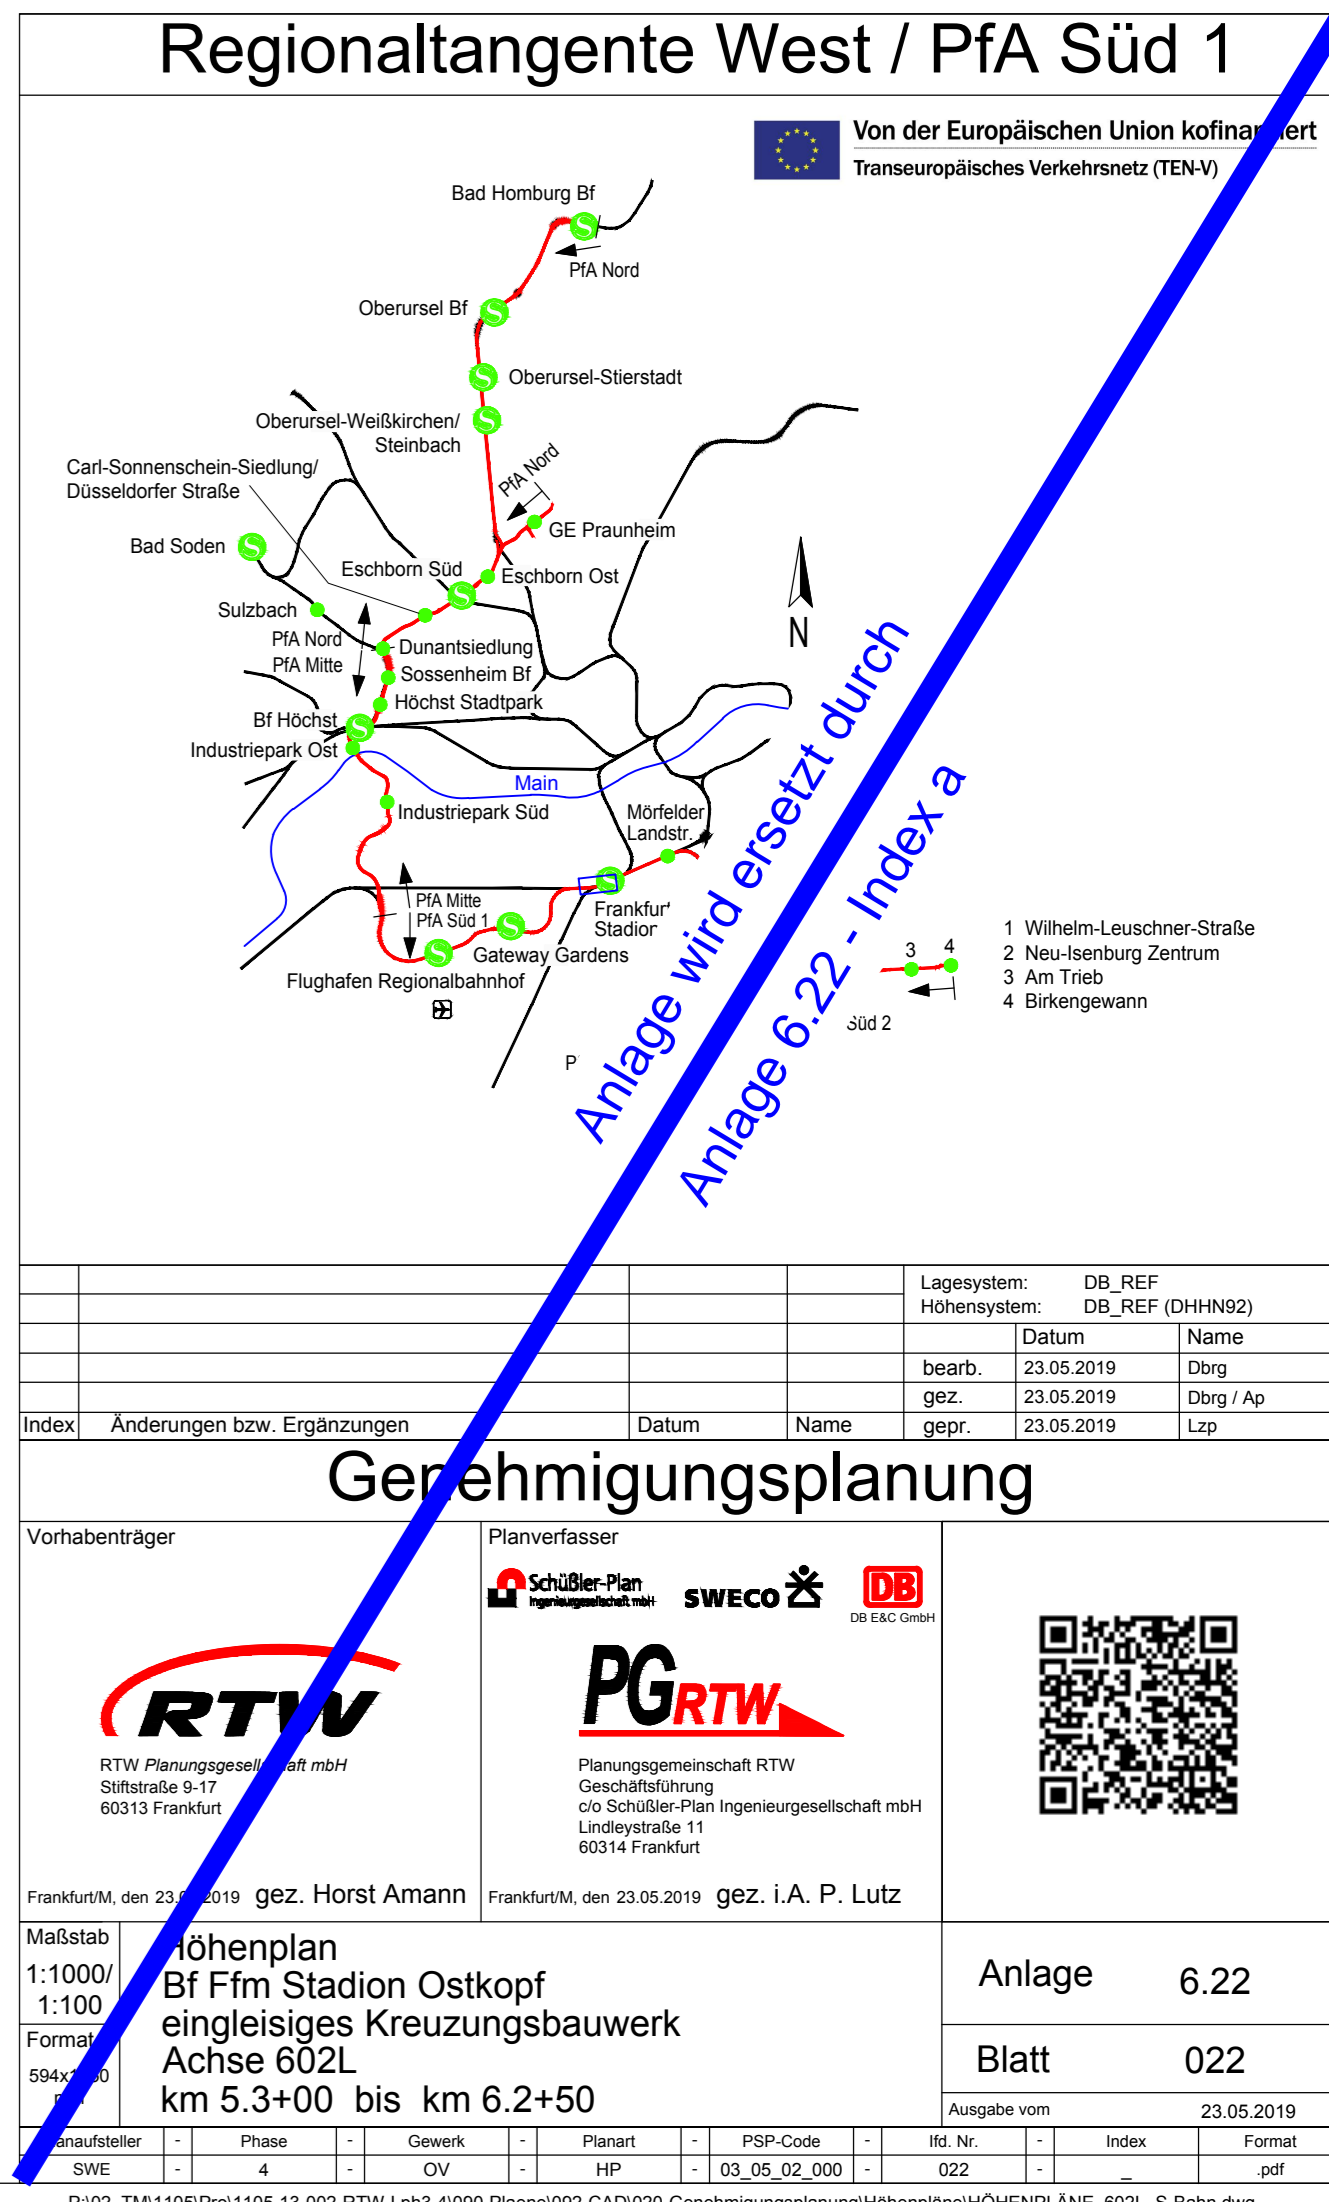 Regionaltangente West / PfA Süd 1
Von der Europäischen Union
Transeuropäisches Verkehrsnetz (TEN-V)
Bad Homburg Bf
PfA Nord
Oberursel Bf
Oberursel-Stierstadt
Oberursel-Weißkirchen/
Steinbach
Carl-Sonnenschein-Siedlung/
Düsseldorfer Straße
PfA Nord
GE Praunheim
Bad Soden
Eschborn Süd
Eschborn Ost
Sulzbach
PfA Nord
PfA Mitte
Dunantsiedlung
Sossenheim Bf
Höchst Stadtpark
Bf Höchst
Industriepark Ost
Main
Industriepark Süd
Mörfelder
Landstr.
N
PfA Mitte
PfA Süd 1
Frankfur
Stadior
Gateway Gardens
Flughafen Regionalbahnhof
P
3 4
Süd 2
1 Wilhelm-Leuschner-Straße
2 Neu-Isenburg Zentrum
3 Am Trieb
4 Birkengewann
Anlage wird ersetzt durch
Anlage 6.22 - Index a
Lagesystem: DB_REF
Höhensystem: DB_REF (DHHN92)
Datum Name
bearb. 23.05.2019 Dbrg
gez. 23.05.2019 Dbrg / Ap
Index Änderungen bzw. Ergänzungen Datum Name gepr. 23.05.2019 Lzp
Genehmigungsplanung
Vorhabenträger
Planverfasser
Schüßler-Plan
Ingenieurgesellschaft mbH
SWECO
DB
DB E&C GmbH
RTW
PG RTW
RTW Planungsgesellschaft mbH
Stiftstraße 9-17
60313 Frankfurt
Planungsgemeinschaft RTW
Geschäftsführung
c/o Schüßler-Plan Ingenieurgesellschaft mbH
Lindleystraße 11
60314 Frankfurt
Frankfurt/M, den 23.05.2019 gez. Horst Amann
Frankfurt/M, den 23.05.2019 gez. i.A. P. Lutz
Maßstab
1:1000/
1:100
Format
Höhenplan
Bf Ffm Stadion Ostkopf
eingleisiges Kreuzungsbauwerk
Achse 602L
km 5.3+00 bis km 6.2+50
Anlage 6.22
Blatt 022
Ausgabe vom 23.05.2019
Planaufsteller - Phase - Gewerk - Planart - PSP-Code - lfd. Nr. - Index Format
SWE - 4 - OV - HP - 03_05_02_000 - 022 - _ .pdf